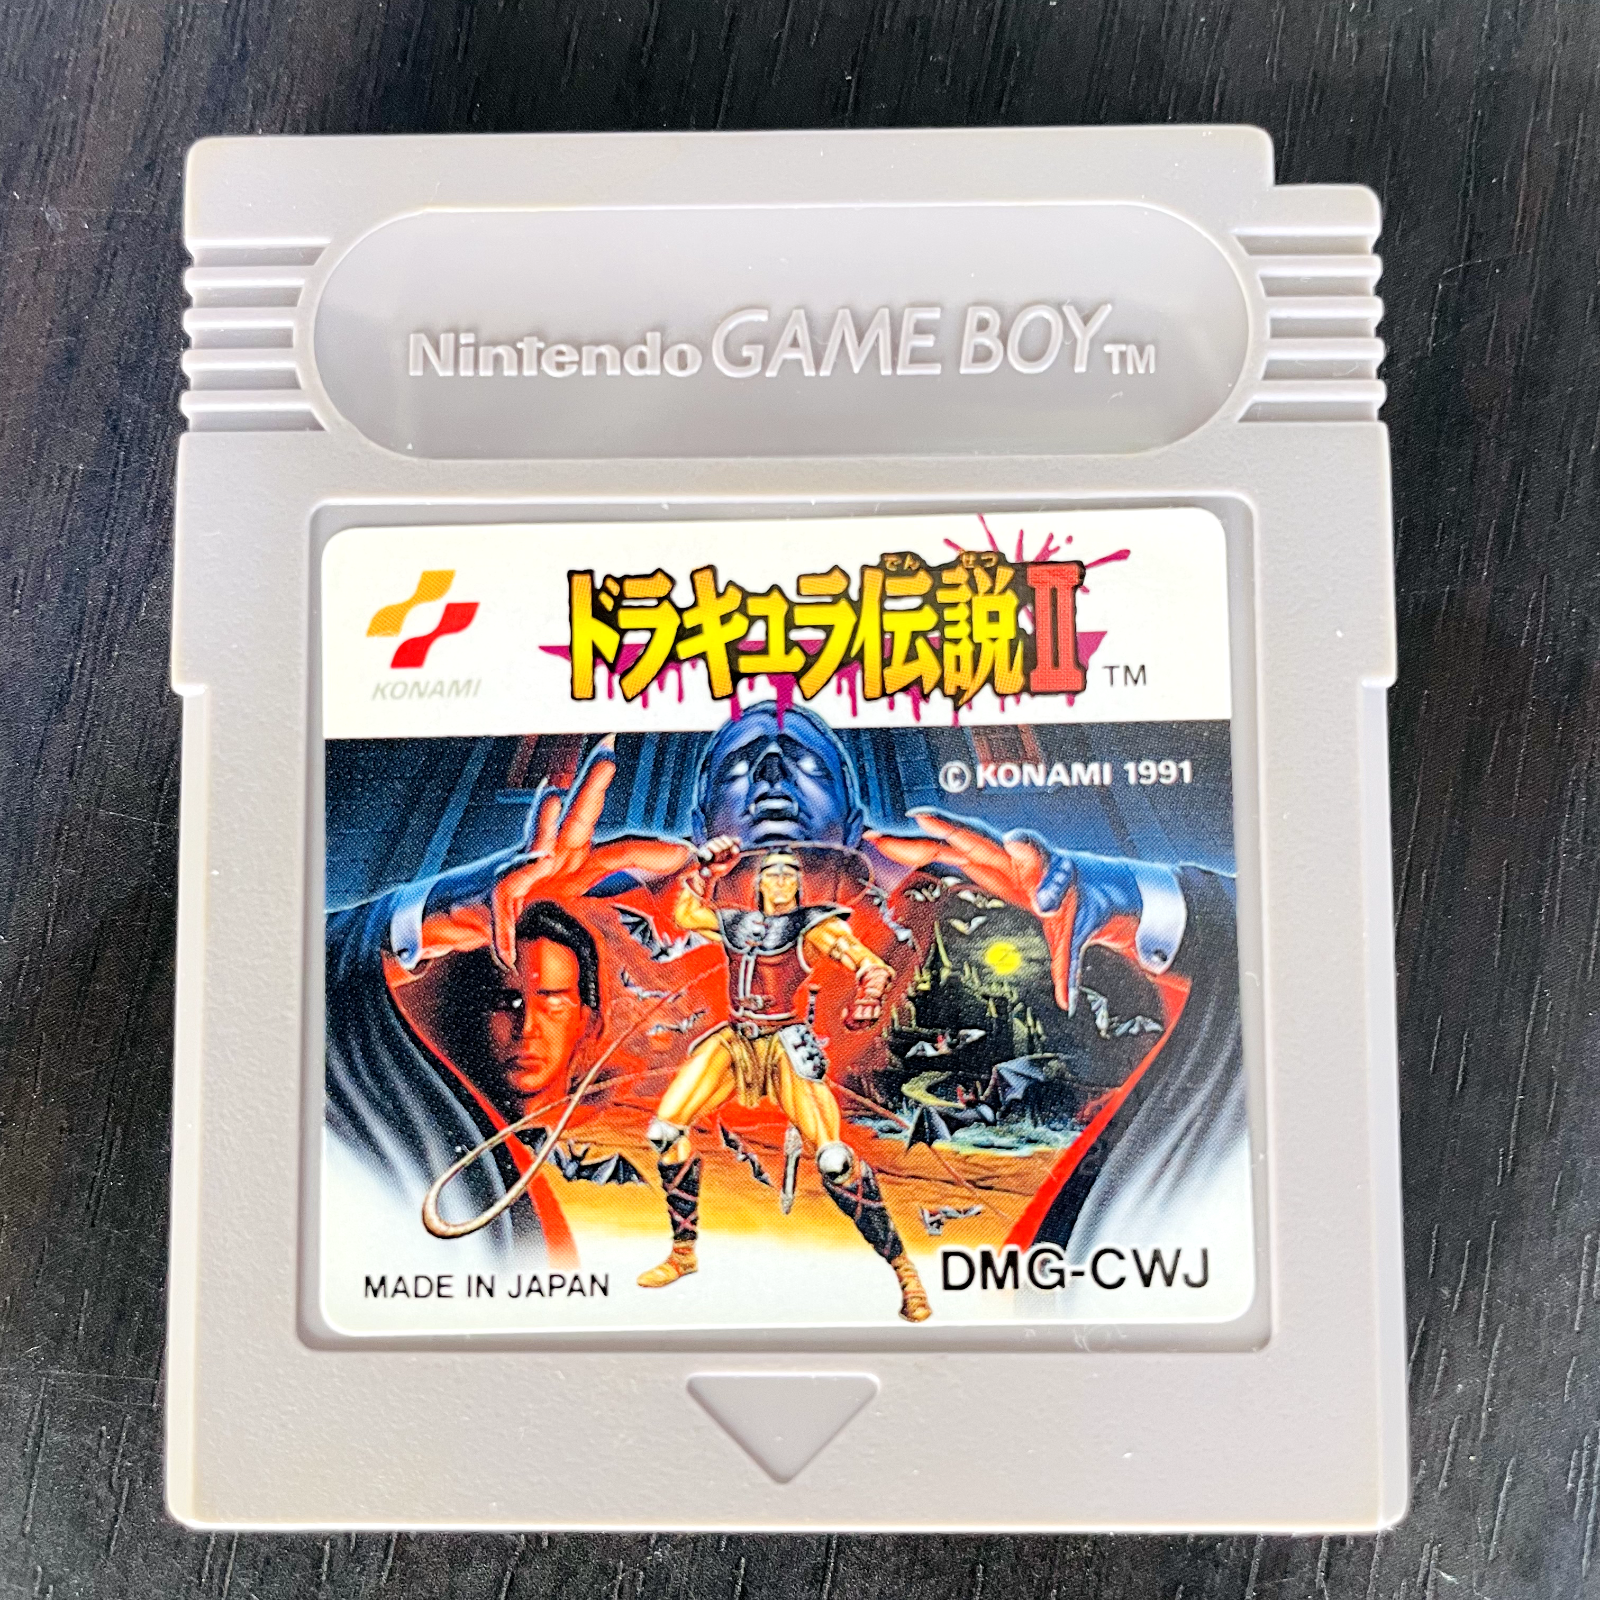 Nintendo GAME BOY TM
KONAMI
でん せつ
ドラキュラ伝説II TM
© KONAMI 1991
MADE IN JAPAN
DMG-CWJ